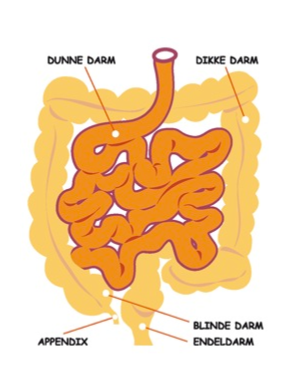 DUNNE DARM
DIKKE DARM
BLINDE DARM
APPENDIX
ENDELDARM